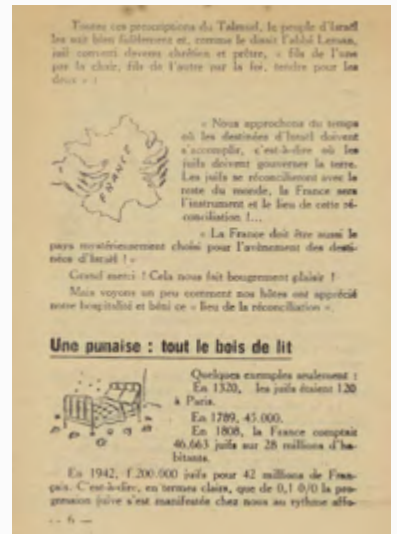 Toutes ces prescriptions du Talmud, le peuple d'Israël
les suit bien fidèlement et, comme le disait l'abbé Leman,
juif converti devenu chrétien et prêtre, « fils de l'une
par la chair, fils de l'autre par la foi, tendre pour les
deux » :
FRANCE
« Nous approchons du temps
où les destinées d'Israël doivent
s'accomplir, c'est-à-dire où les
juifs doivent gouverner la terre.
Les juifs se réconcilieront avec le
reste du monde, la France sera
l'instrument et le lieu de cette ré-
conciliation !...
« La France doit être aussi le
pays mystérieusement choisi pour l'avènement des desti-
nées d'Israël ! »
Grand merci ! Cela nous fait bougrement plaisir !
Mais voyons un peu comment nos hôtes ont apprécié
notre hospitalité et béni ce « lieu de la réconciliation ».
Une punaise : tout le bois de lit
Quelques exemples seulement :
En 1320, les juifs étaient 120
à Paris.
En 1789, 45.000.
En 1808, la France comptait
46.663 juifs sur 28 millions d'ha-
bitants.
En 1942, 1.200.000 juifs pour 42 millions de Fran-
çais. C'est-à-dire, en termes clairs, que de 0,1 0/0 la pro-
gression juive s'est manifestée chez nous au rythme affo-
— 6 —